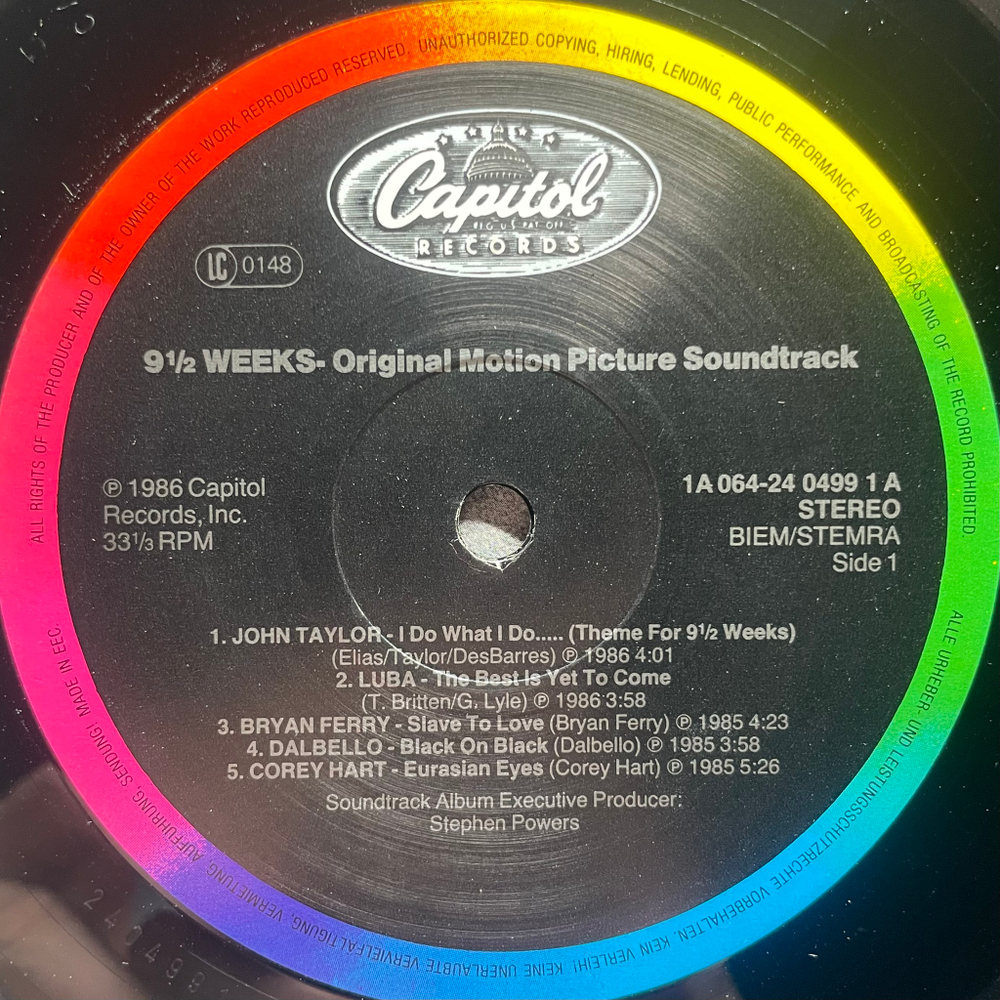 Capitol
REG. U.S. PAT. OFF.
RECORDS
LC 0148
9½ WEEKS- Original Motion Picture Soundtrack
℗ 1986 Capitol
Records, Inc.
33⅓ RPM
1A 064-24 0499 1 A
STEREO
BIEM/STEMRA
Side 1
1. JOHN TAYLOR - I Do What I Do..... (Theme For 9½ Weeks)
(Elias/Taylor/DesBarres) ℗ 1986 4:01
2. LUBA - The Best Is Yet To Come
(T. Britten/G. Lyle) ℗ 1986 3:58
3. BRYAN FERRY - Slave To Love (Bryan Ferry) ℗ 1985 4:23
4. DALBELLO - Black On Black (Dalbello) ℗ 1985 3:58
5. COREY HART - Eurasian Eyes (Corey Hart) ℗ 1985 5:26
Soundtrack Album Executive Producer:
Stephen Powers
ALL RIGHTS OF THE PRODUCER AND OF THE OWNER OF THE WORK REPRODUCED RESERVED. UNAUTHORIZED COPYING, HIRING, LENDING, PUBLIC PERFORMANCE AND BROADCASTING OF THE RECORD PROHIBITED.
ALLE URHEBER- UND LEISTUNGSSCHUTZRECHTE VORBEHALTEN. KEIN VERLEIH! KEINE UNERLAUBTE VERVIELFÄLTIGUNG, VERMIETUNG, AUFFÜHRUNG, SENDUNG! MADE IN EEC.
240499